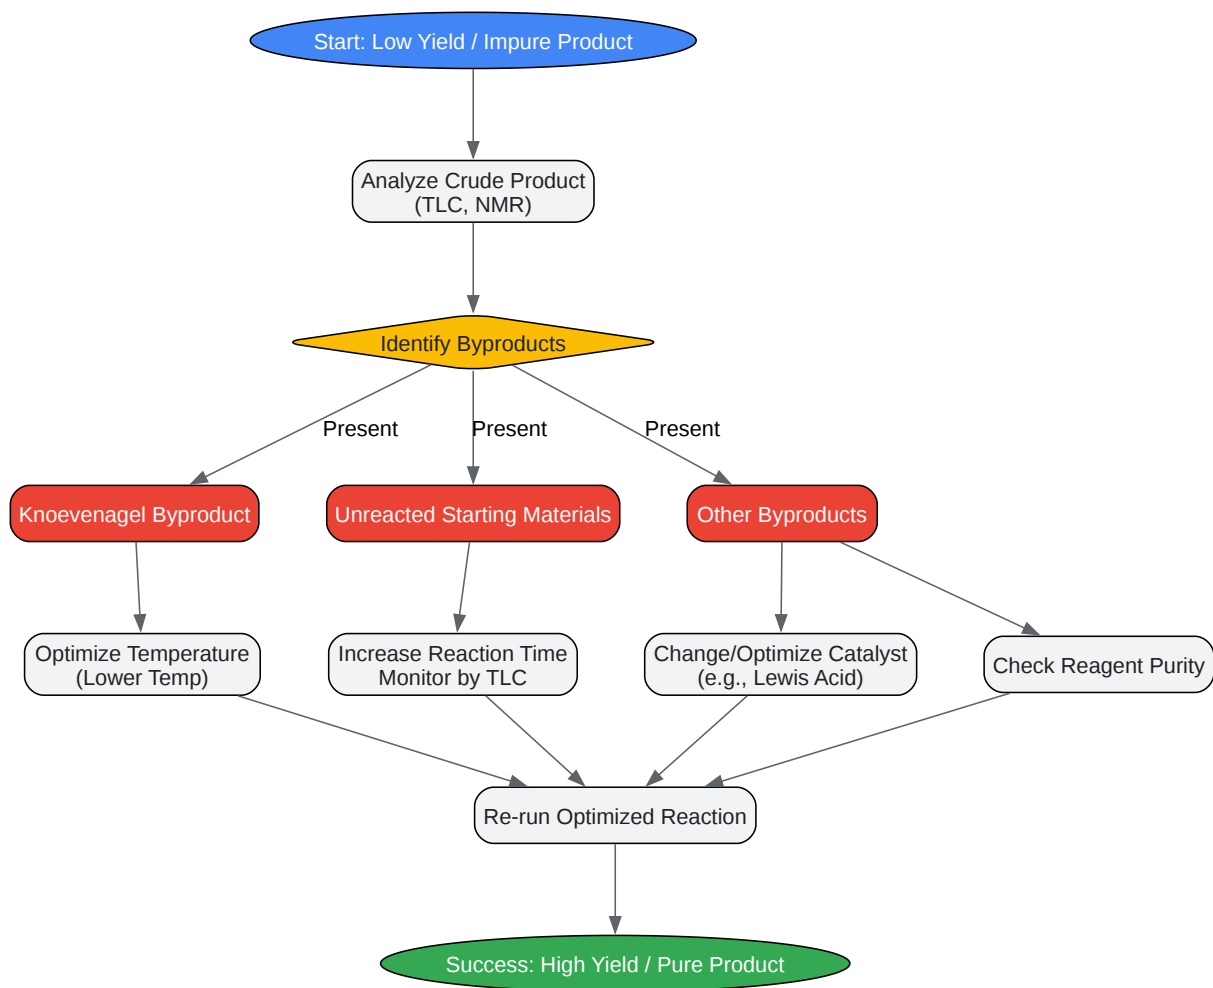 Start: Low Yield / Impure Product
Analyze Crude Product
(TLC, NMR)
Identify Byproducts
Present
Present
Present
Knoevenagel Byproduct
Unreacted Starting Materials
Other Byproducts
Optimize Temperature
(Lower Temp)
Increase Reaction Time
Monitor by TLC
Change/Optimize Catalyst
(e.g., Lewis Acid)
Check Reagent Purity
Re-run Optimized Reaction
Success: High Yield / Pure Product